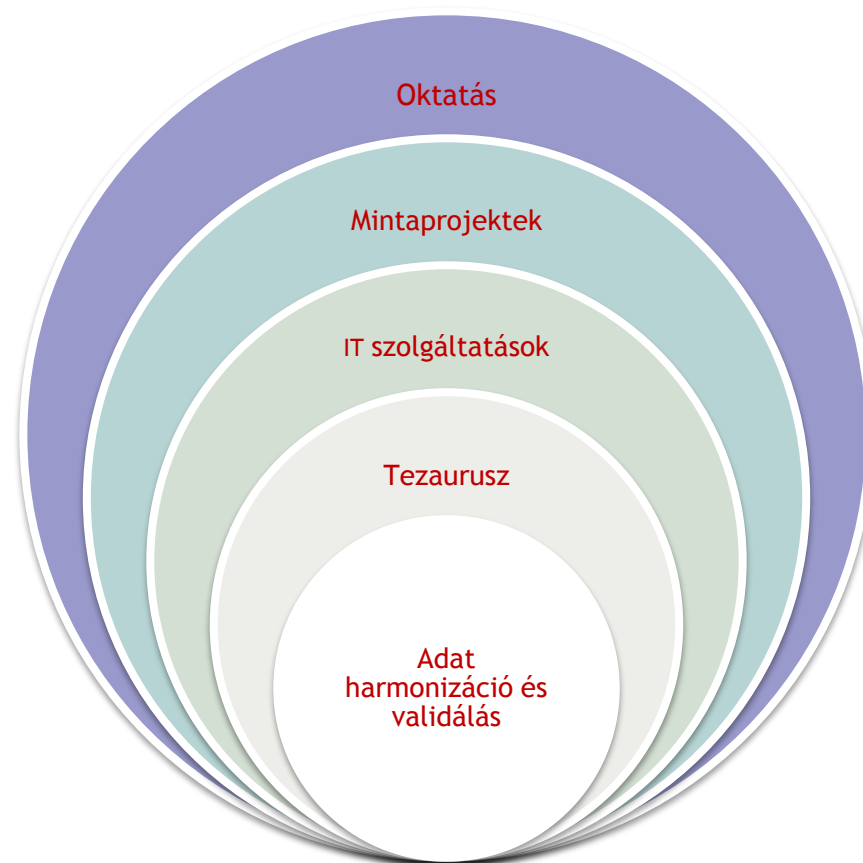 Oktatás
Mintaprojektek
IT szolgáltatások
Tezaurusz
Adat
harmonizáció és
validálás